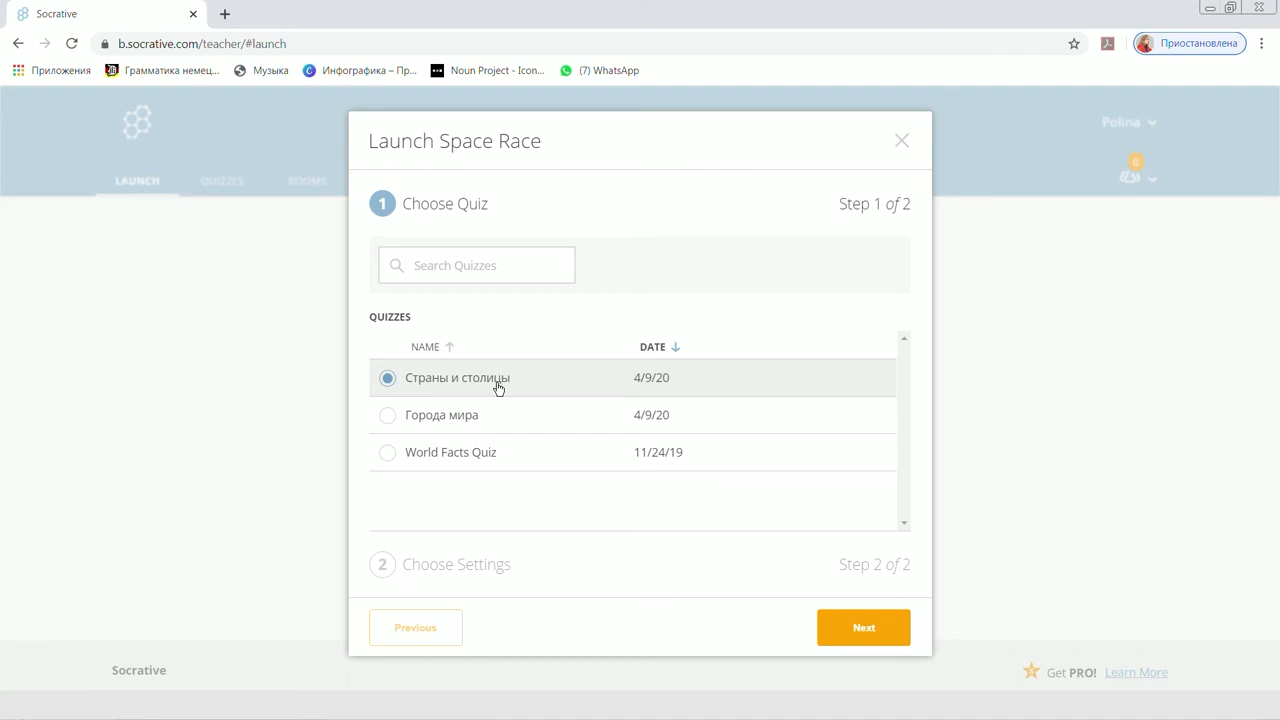 Socrative
b.socrative.com/teacher/#launch
Приостановлена
Приложения
Грамматика немец...
Музыка
Инфографика – Пр...
Noun Project - Icon...
(7) WhatsApp
Polina
0
LAUNCH
QUIZZES
ROOMS
Launch Space Race
1 Choose Quiz
Step 1 of 2
Search Quizzes
QUIZZES
NAME DATE
Страны и столицы 4/9/20
Города мира 4/9/20
World Facts Quiz 11/24/19
2 Choose Settings
Step 2 of 2
Previous
Next
Socrative
Get PRO! Learn More